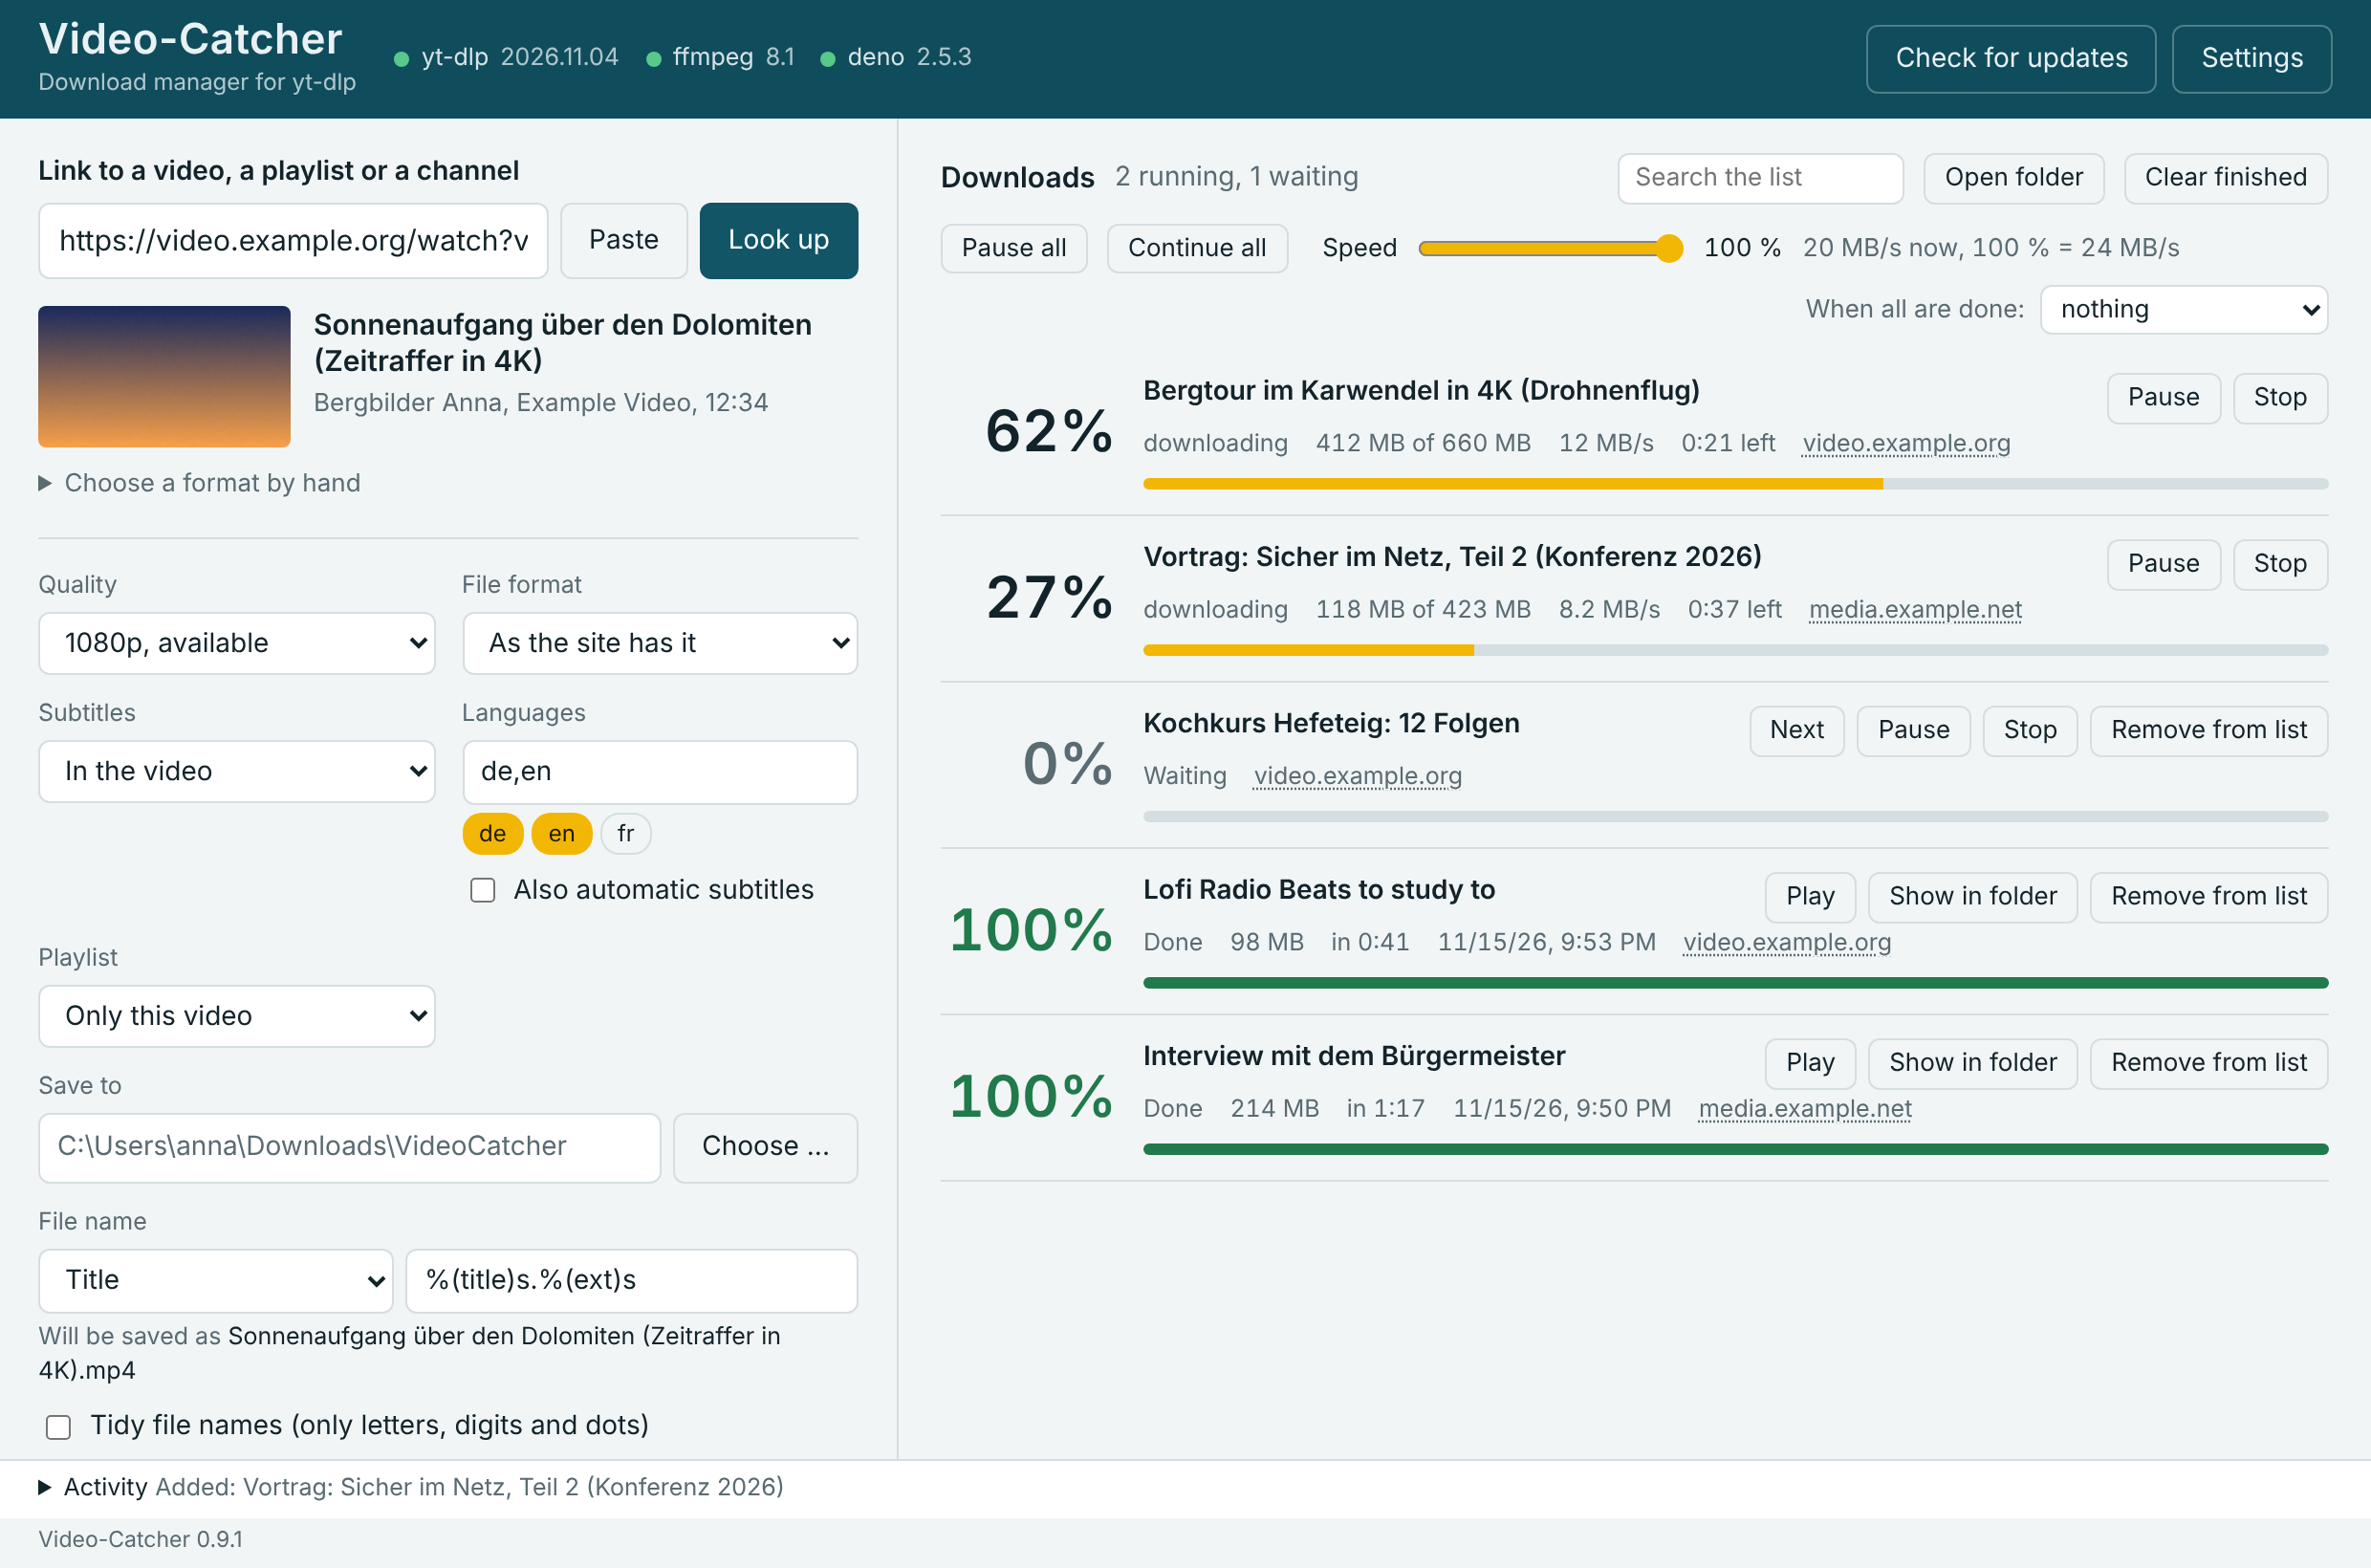 Video-Catcher
Download manager for yt-dlp
yt-dlp 2026.11.04 ffmpeg 8.1 deno 2.5.3
Check for updates
Settings
Link to a video, a playlist or a channel
https://video.example.org/watch?v
Paste
Look up
Sonnenaufgang über den Dolomiten
(Zeitraffer in 4K)
Bergbilder Anna, Example Video, 12:34
Choose a format by hand
Quality
File format
1080p, available
As the site has it
Subtitles
Languages
In the video
de,en
de en fr
Also automatic subtitles
Playlist
Only this video
Save to
C:\Users\anna\Downloads\VideoCatcher
Choose ...
File name
Title
%(title)s.%(ext)s
Will be saved as Sonnenaufgang über den Dolomiten (Zeitraffer in
4K).mp4
Tidy file names (only letters, digits and dots)
Downloads 2 running, 1 waiting
Search the list
Open folder
Clear finished
Pause all
Continue all
Speed 100 % 20 MB/s now, 100 % = 24 MB/s
When all are done: nothing
62%
Bergtour im Karwendel in 4K (Drohnenflug)
Pause
Stop
downloading 412 MB of 660 MB 12 MB/s 0:21 left video.example.org
27%
Vortrag: Sicher im Netz, Teil 2 (Konferenz 2026)
Pause
Stop
downloading 118 MB of 423 MB 8.2 MB/s 0:37 left media.example.net
0%
Kochkurs Hefeteig: 12 Folgen
Next
Pause
Stop
Remove from list
Waiting video.example.org
100%
Lofi Radio Beats to study to
Play
Show in folder
Remove from list
Done 98 MB in 0:41 11/15/26, 9:53 PM video.example.org
100%
Interview mit dem Bürgermeister
Play
Show in folder
Remove from list
Done 214 MB in 1:17 11/15/26, 9:50 PM media.example.net
Activity Added: Vortrag: Sicher im Netz, Teil 2 (Konferenz 2026)
Video-Catcher 0.9.1